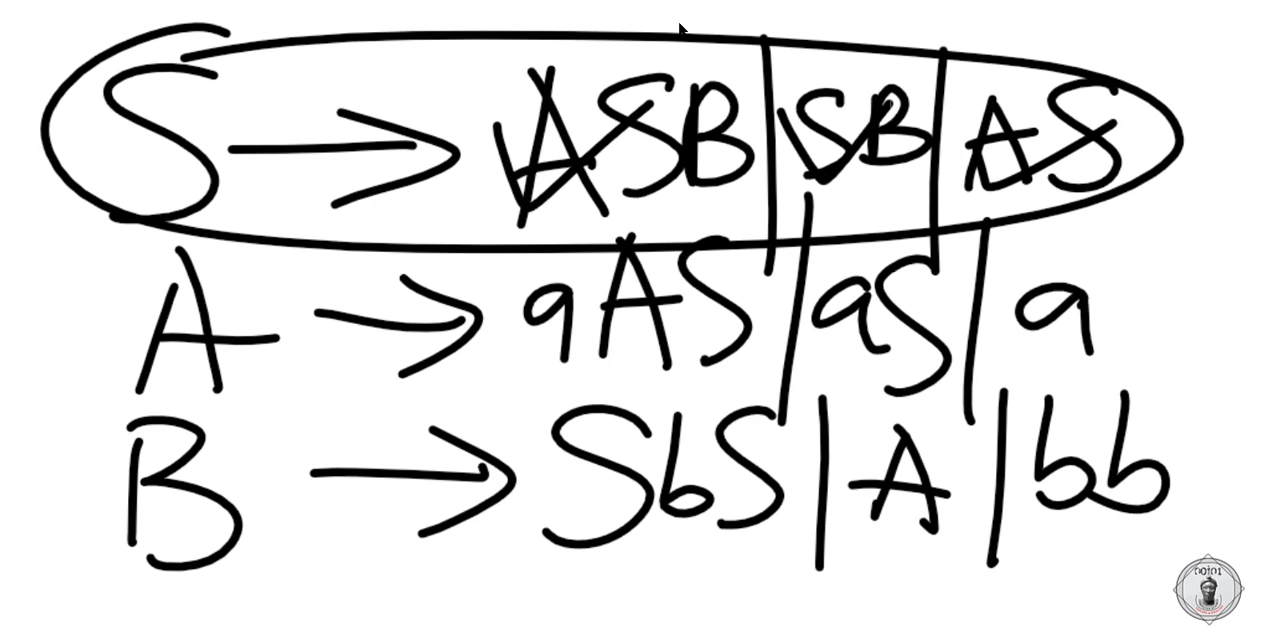 S → ASB | SB | AS
A → aAS | aS | a
B → SbS | A | bb